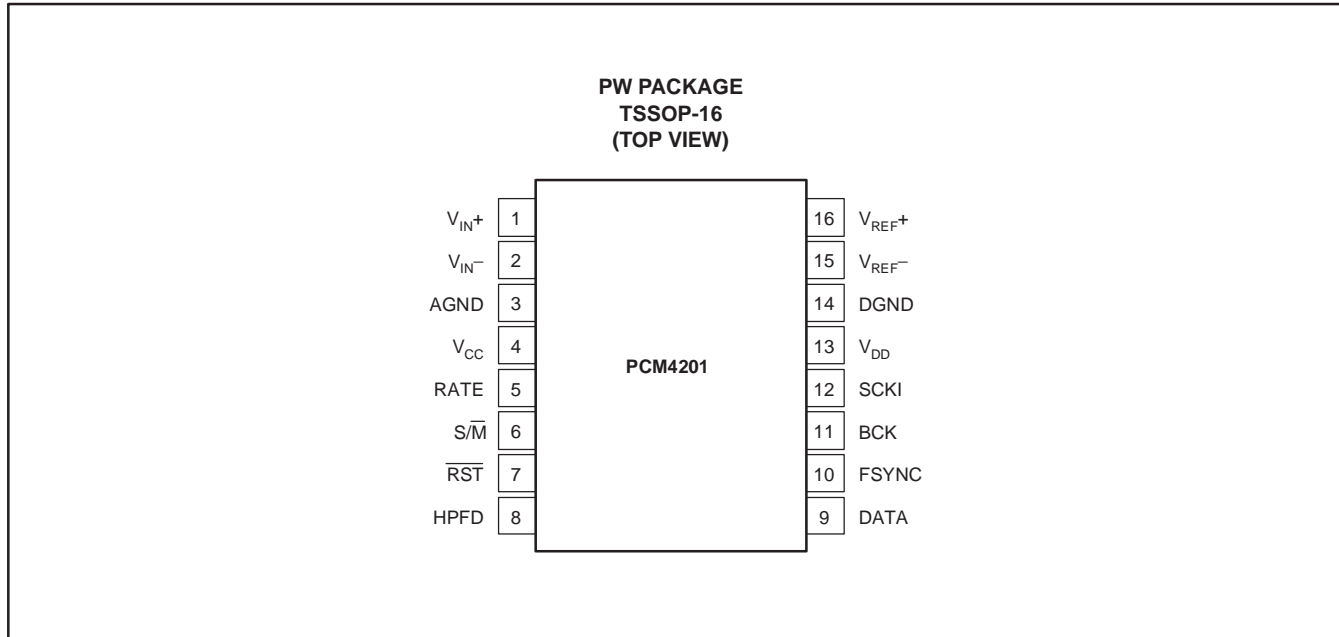 PW PACKAGE
TSSOP-16
(TOP VIEW)
V_IN+ 1
V_IN− 2
AGND 3
V_CC 4
RATE 5
S/M̅ 6
R̅S̅T̅ 7
HPFD 8
PCM4201
16 V_REF+
15 V_REF−
14 DGND
13 V_DD
12 SCKI
11 BCK
10 FSYNC
9 DATA